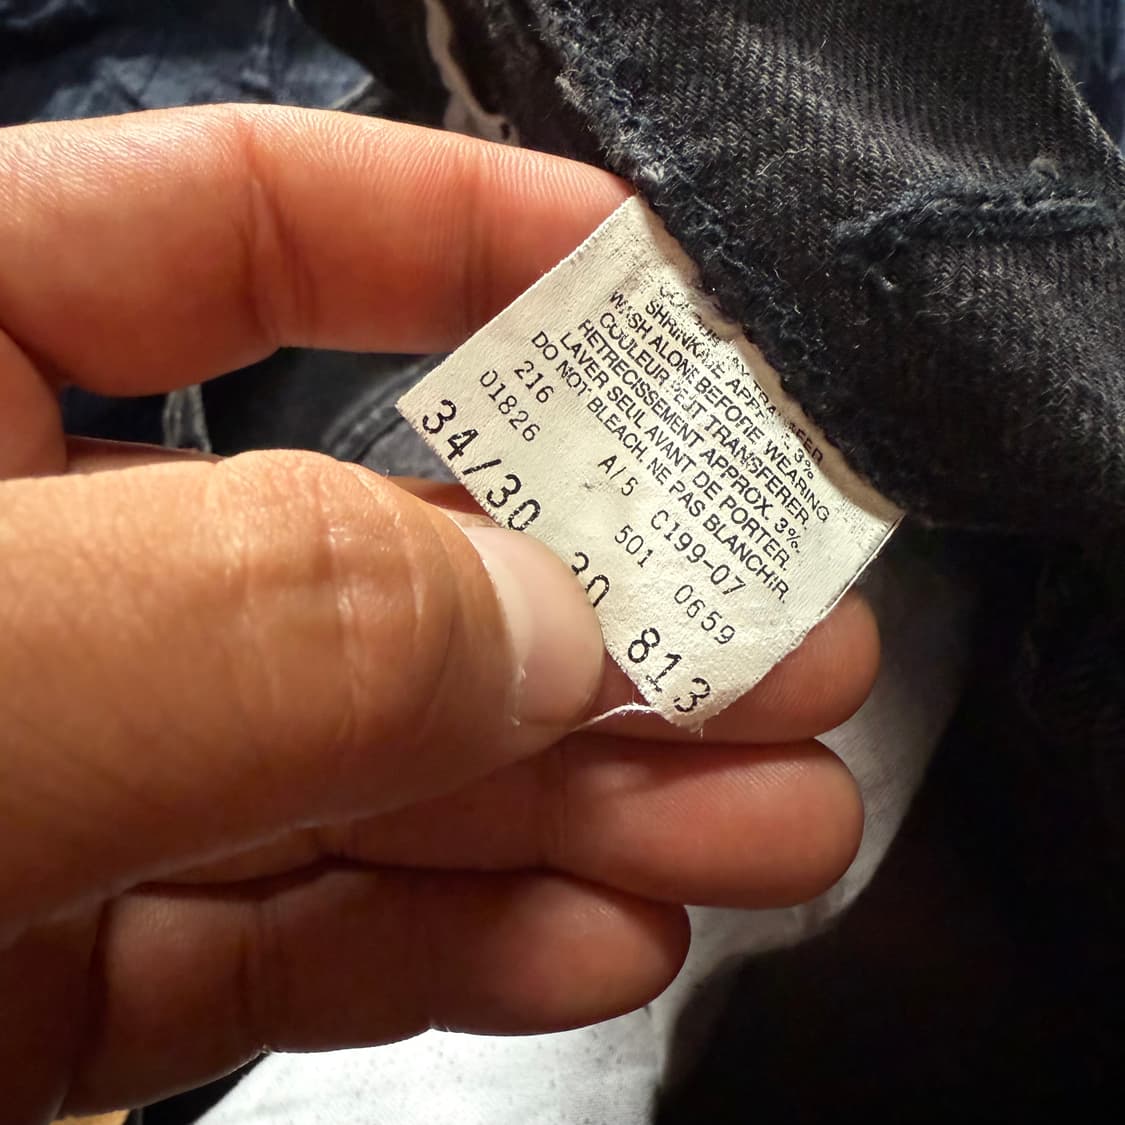 SHRINKAGE APPROX. 3%
WASH ALONE BEFORE WEARING
COULEUR PEUT TRANSFERER.
RETRECISSEMENT APPROX. 3%.
LAVER SEUL AVANT DE PORTER.
DO NOT BLEACH, NE PAS BLANCHIR.
216 A/5 C199-07
01826 501 0659
34/30 30 813